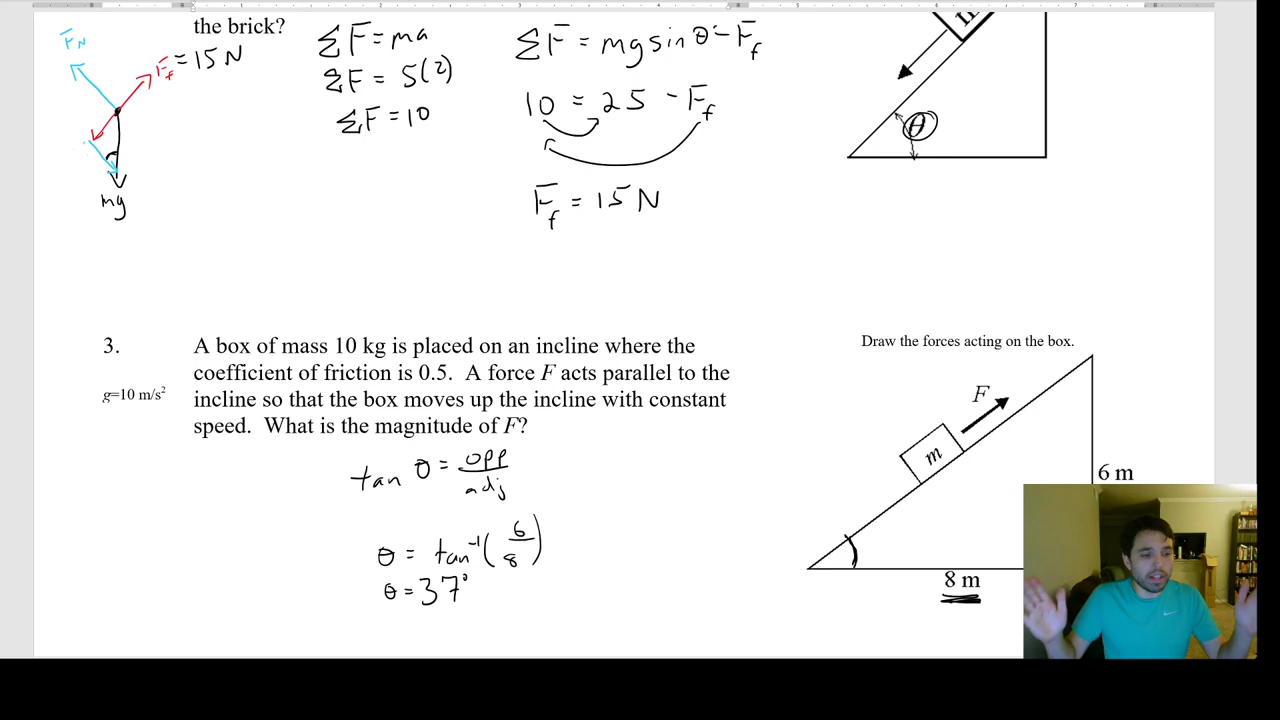 the brick?
F_N
F_f = 15 N
mg
ΣF = ma
ΣF = 5(2)
ΣF = 10
ΣF = mg sin θ - F_f
10 = 25 - F_f
F_f = 15 N
θ
3.
g=10 m/s²
A box of mass 10 kg is placed on an incline where the
coefficient of friction is 0.5. A force F acts parallel to the
incline so that the box moves up the incline with constant
speed. What is the magnitude of F?
tan θ = opp/adj
θ = tan⁻¹(6/8)
θ = 37°
Draw the forces acting on the box.
F
m
6 m
8 m